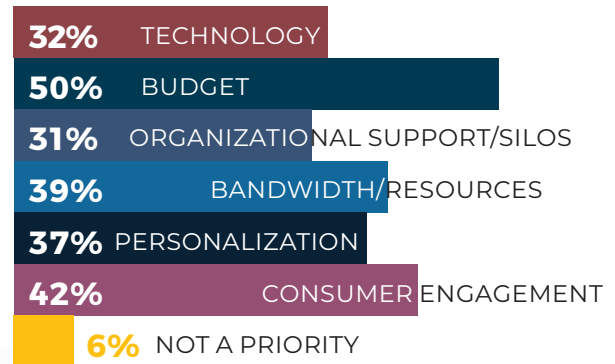 32% TECHNOLOGY
50% BUDGET
31% ORGANIZATIONAL SUPPORT/SILOS
39% BANDWIDTH/RESOURCES
37% PERSONALIZATION
42% CONSUMER ENGAGEMENT
6% NOT A PRIORITY